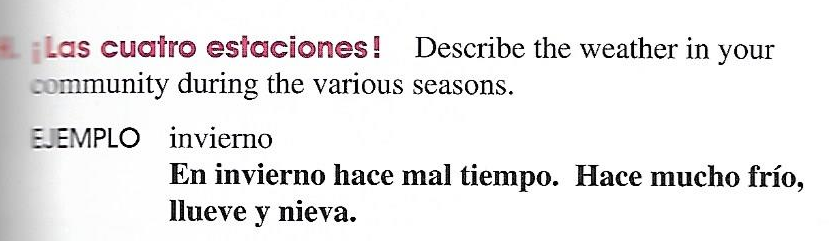 ¡Las cuatro estaciones! Describe the weather in your
community during the various seasons.
EJEMPLO invierno
En invierno hace mal tiempo. Hace mucho frío,
llueve y nieva.